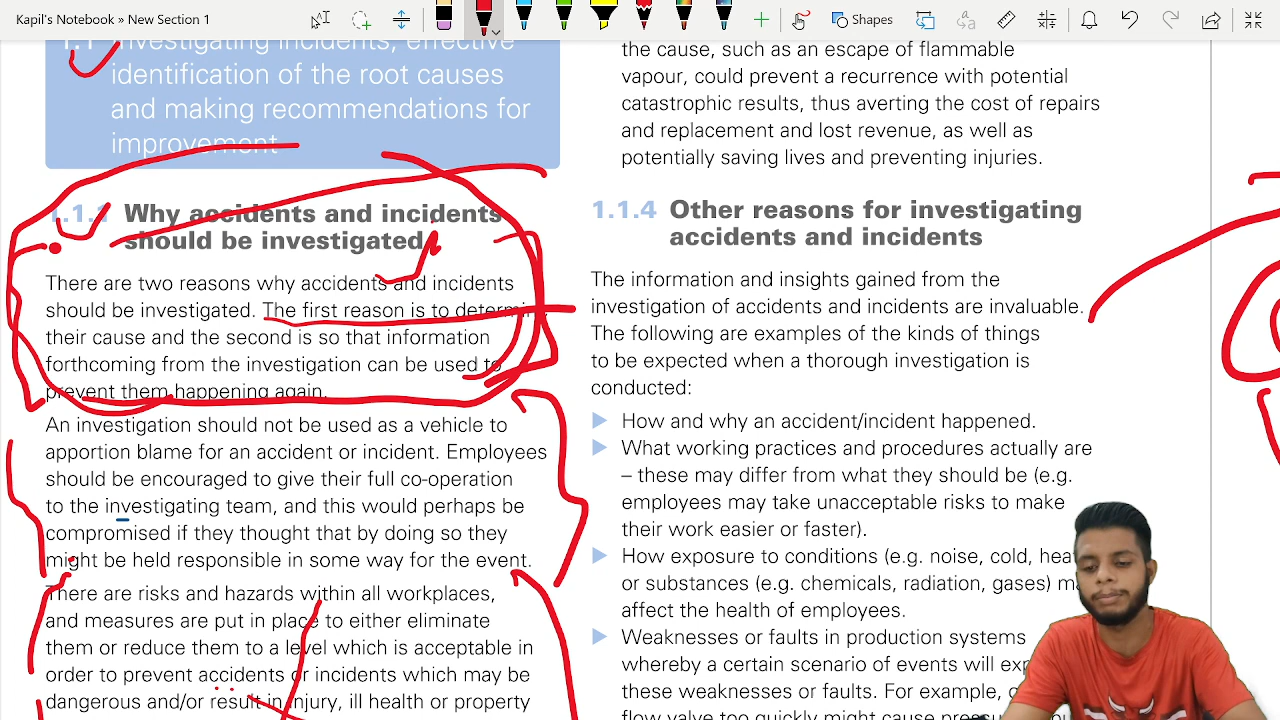 Kapil's Notebook » New Section 1
Shapes
1.1 Investigating incidents, effective
identification of the root causes
and making recommendations for
improvement
1.1.1 Why accidents and incidents
should be investigated
There are two reasons why accidents and incidents
should be investigated. The first reason is to determine
their cause and the second is so that information
forthcoming from the investigation can be used to
prevent them happening again.
An investigation should not be used as a vehicle to
apportion blame for an accident or incident. Employees
should be encouraged to give their full co-operation
to the investigating team, and this would perhaps be
compromised if they thought that by doing so they
might be held responsible in some way for the event.
There are risks and hazards within all workplaces,
and measures are put in place to either eliminate
them or reduce them to a level which is acceptable in
order to prevent accidents or incidents which may be
dangerous and/or result in injury, ill health or property
the cause, such as an escape of flammable
vapour, could prevent a recurrence with potential
catastrophic results, thus averting the cost of repairs
and replacement and lost revenue, as well as
potentially saving lives and preventing injuries.
1.1.4 Other reasons for investigating
accidents and incidents
The information and insights gained from the
investigation of accidents and incidents are invaluable.
The following are examples of the kinds of things
to be expected when a thorough investigation is
conducted:
How and why an accident/incident happened.
What working practices and procedures actually are
– these may differ from what they should be (e.g.
employees may take unacceptable risks to make
their work easier or faster).
How exposure to conditions (e.g. noise, cold,
or substances (e.g. chemicals, radiation, gases)
affect the health of employees.
Weaknesses or faults in production systems
whereby a certain scenario of events will
these weaknesses or faults. For example,
flow valve too quickly might cause